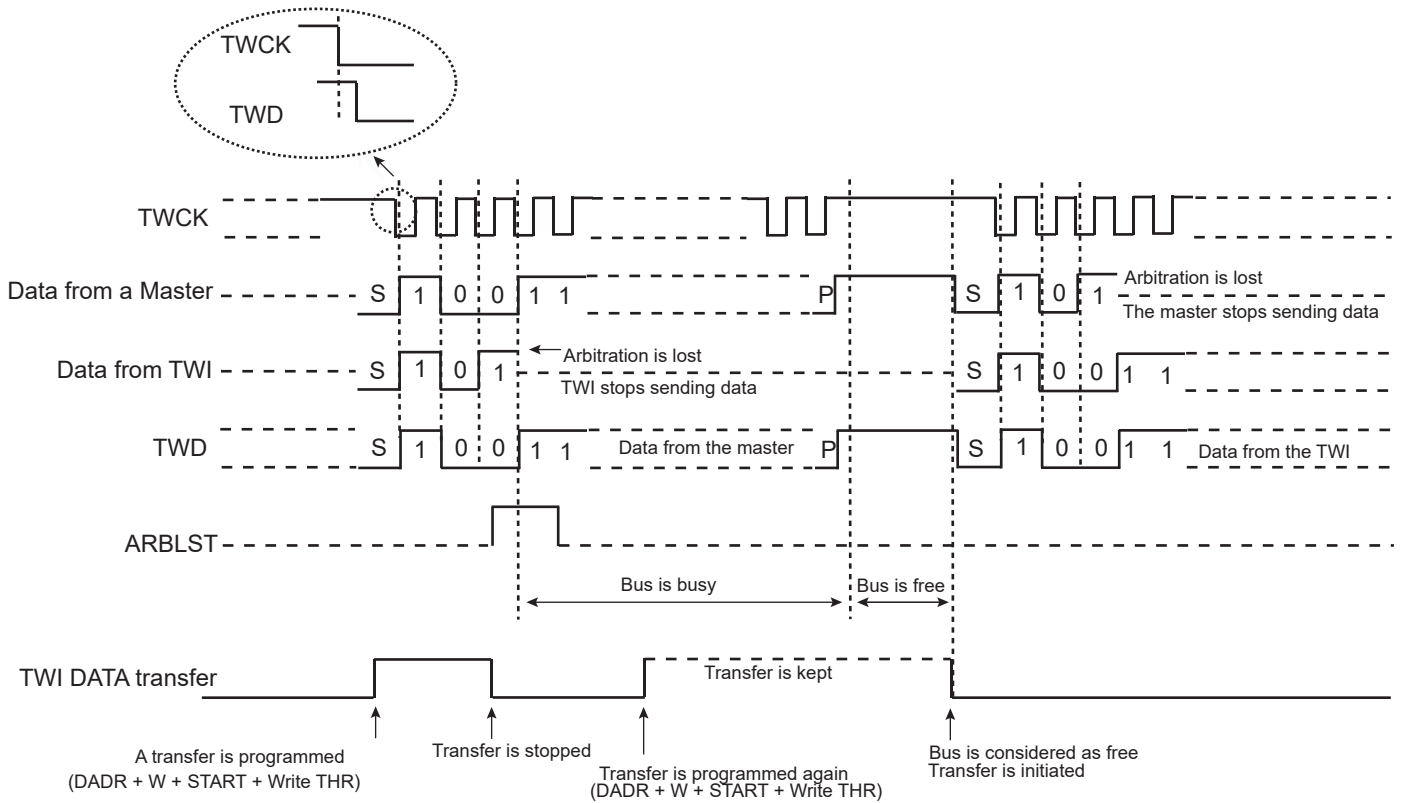 TWCK
TWD
TWCK
Data from a Master S 1 0 0 1 1 P S 1 0 1 Arbitration is lost
The master stops sending data
Data from TWI S 1 0 1 Arbitration is lost S 1 0 0 1 1
TWI stops sending data
TWD S 1 0 0 1 1 Data from the master P S 1 0 0 1 1 Data from the TWI
ARBLST
Bus is busy Bus is free
TWI DATA transfer Transfer is kept
A transfer is programmed
(DADR + W + START + Write THR)
Transfer is stopped
Transfer is programmed again
(DADR + W + START + Write THR)
Bus is considered as free
Transfer is initiated